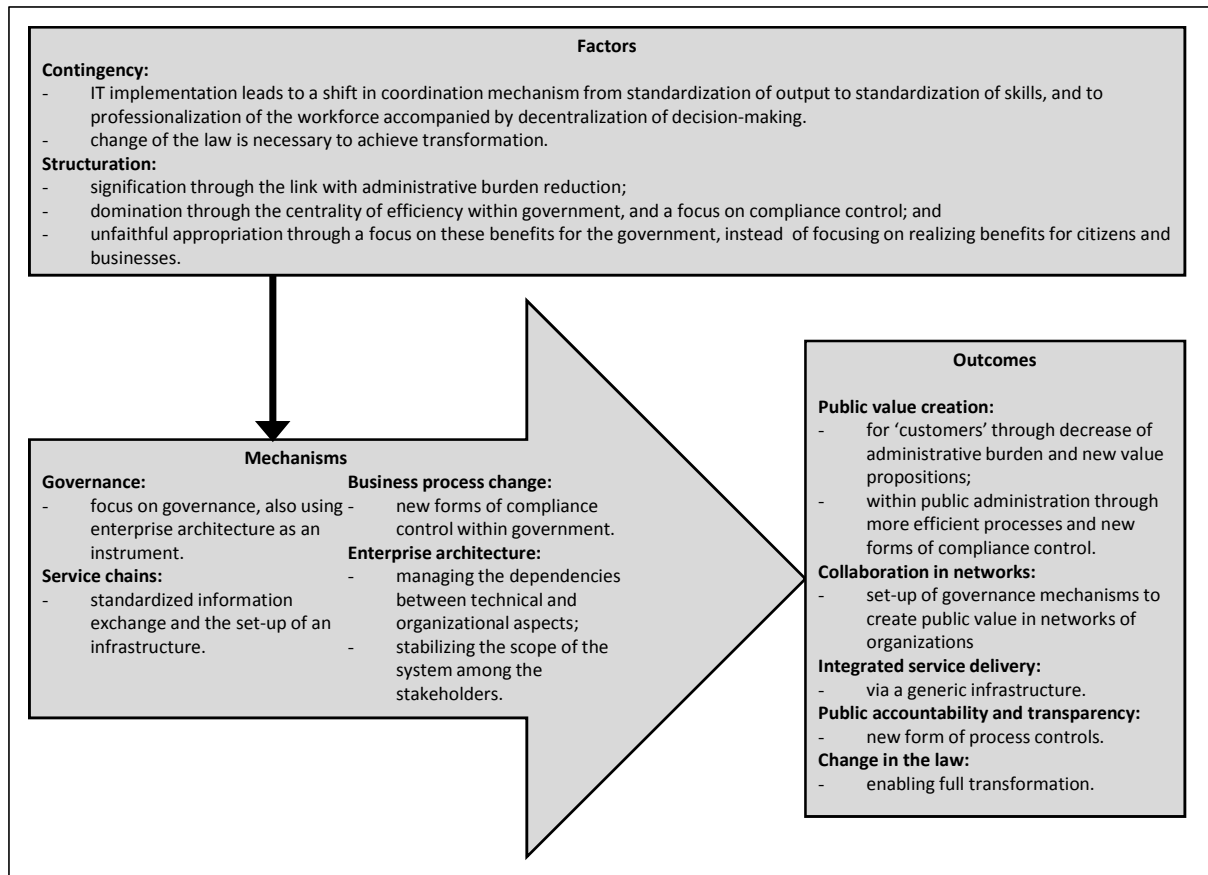 Factors
Contingency:
- IT implementation leads to a shift in coordination mechanism from standardization of output to standardization of skills, and to
professionalization of the workforce accompanied by decentralization of decision-making.
- change of the law is necessary to achieve transformation.
Structuration:
- signification through the link with administrative burden reduction;
- domination through the centrality of efficiency within government, and a focus on compliance control; and
- unfaithful appropriation through a focus on these benefits for the government, instead of focusing on realizing benefits for citizens and
businesses.
Mechanisms
Governance:
- focus on governance, also using
enterprise architecture as an
instrument.
Service chains:
- standardized information
exchange and the set-up of an
infrastructure.
Business process change:
- new forms of compliance
control within government.
Enterprise architecture:
- managing the dependencies
between technical and
organizational aspects;
- stabilizing the scope of the
system among the
stakeholders.
Outcomes
Public value creation:
- for ‘customers’ through decrease of
administrative burden and new value
propositions;
- within public administration through
more efficient processes and new
forms of compliance control.
Collaboration in networks:
- set-up of governance mechanisms to
create public value in networks of
organizations
Integrated service delivery:
- via a generic infrastructure.
Public accountability and transparency:
- new form of process controls.
Change in the law:
- enabling full transformation.